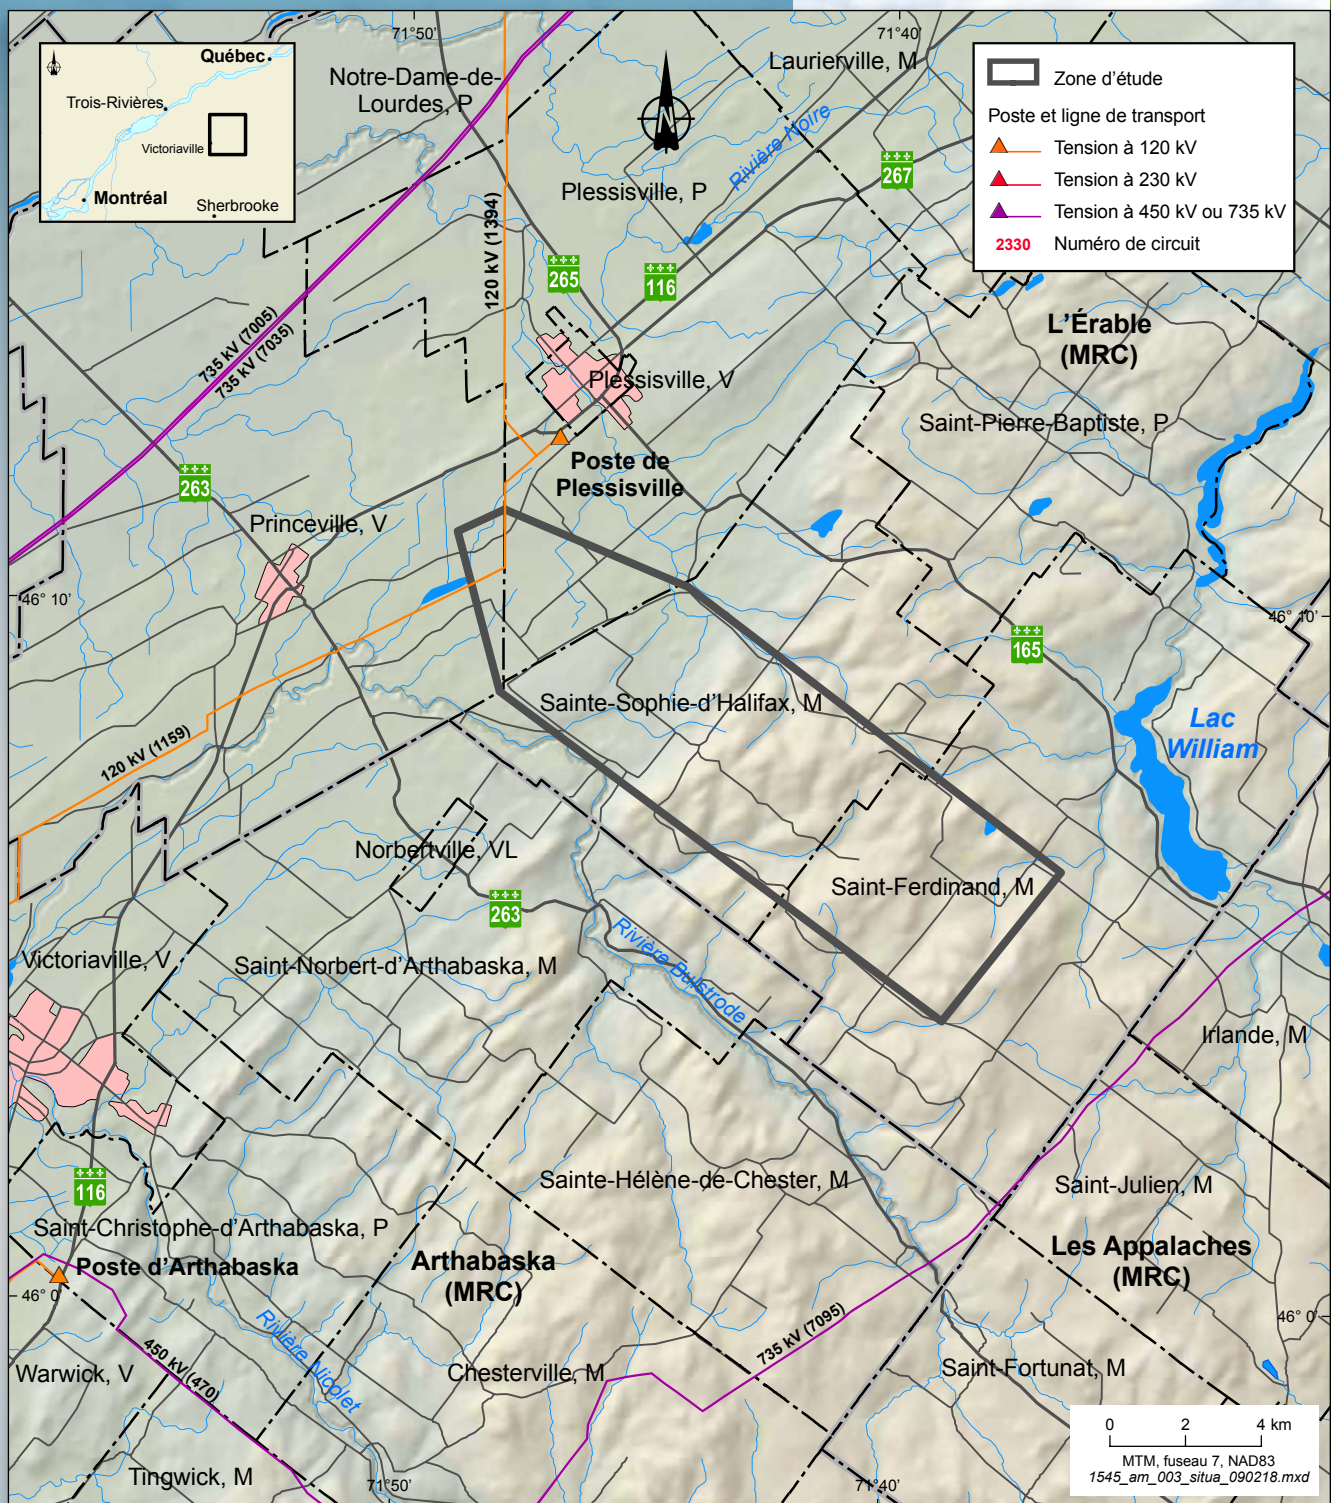 71° 50'
71° 40'
Québec
Trois-Rivières
Victoriaville
Montréal
Sherbrooke
Notre-Dame-de-
Lourdes, P
Laurierville, M
Zone d'étude
Poste et ligne de transport
Tension à 120 kV
Tension à 230 kV
Tension à 450 kV ou 735 kV
2330 Numéro de circuit
N
Rivière Noire
267
Plessisville, P
120 kV (1394)
265
116
735 kV (7005)
735 kV (7035)
L'Érable
(MRC)
Plessisville, V
Saint-Pierre-Baptiste, P
Poste de
Plessisville
263
Princeville, V
46° 10'
46° 10'
165
Sainte-Sophie-d'Halifax, M
Lac
William
120 kV (1159)
Norbertville, VL
Saint-Ferdinand, M
263
Rivière Bulstrode
Victoriaville, V
Saint-Norbert-d'Arthabaska, M
Irlande, M
116
Sainte-Hélène-de-Chester, M
Saint-Julien, M
Saint-Christophe-d'Arthabaska, P
Poste d'Arthabaska
Arthabaska
(MRC)
Les Appalaches
(MRC)
46° 0'
46° 0'
Rivière Nicolet
735 kV (7095)
450 kV (470)
Warwick, V
Chesterville, M
Saint-Fortunat, M
Tingwick, M
71° 50'
71° 40'
0 2 4 km
MTM, fuseau 7, NAD83
1545_am_003_situa_090218.mxd